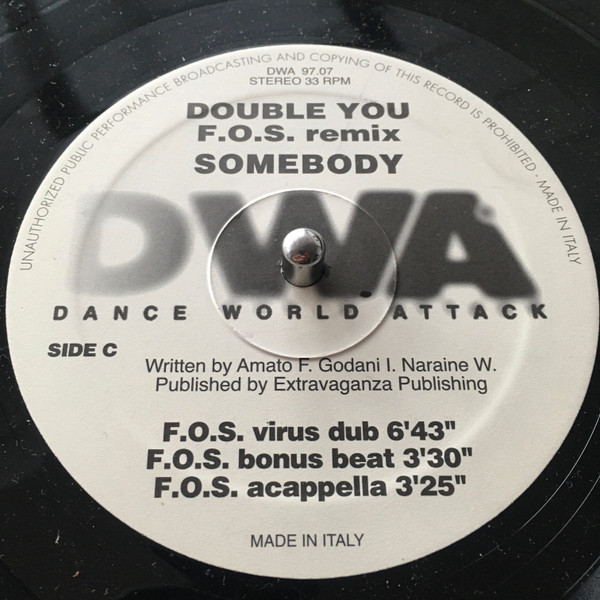 UNAUTHORIZED PUBLIC PERFORMANCE BROADCASTING AND COPYING OF THIS RECORD IS PROHIBITED - MADE IN ITALY
DWA 97.07
STEREO 33 RPM
DOUBLE YOU
F.O.S. remix
SOMEBODY
DWA®
DANCE WORLD ATTACK
SIDE C
Written by Amato F. Godani I. Naraine W.
Published by Extravaganza Publishing
F.O.S. virus dub 6'43"
F.O.S. bonus beat 3'30"
F.O.S. acappella 3'25"
MADE IN ITALY